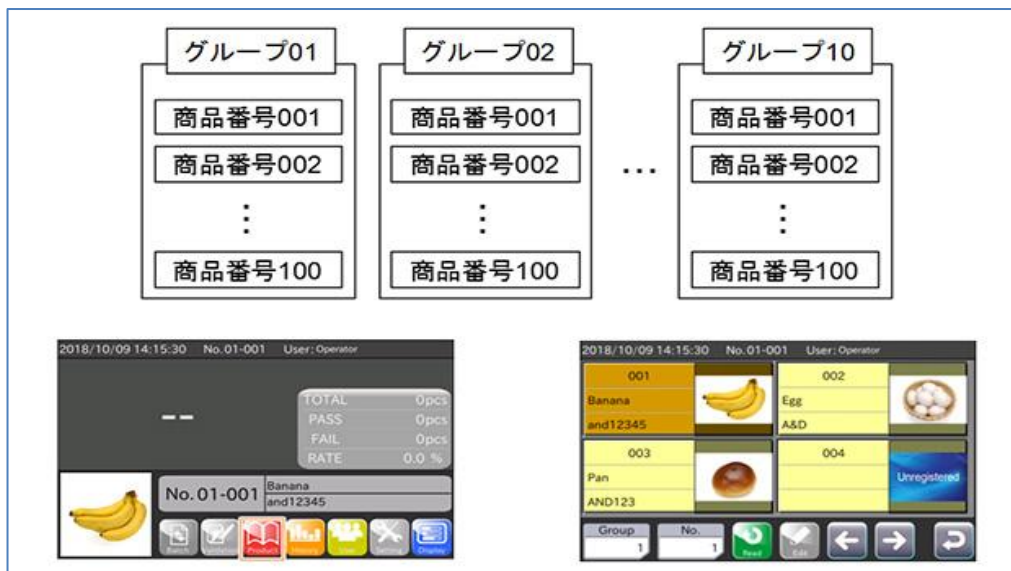 グループ01
商品番号001
商品番号002
⋮
商品番号100
グループ02
商品番号001
商品番号002
⋮
商品番号100
...
グループ10
商品番号001
商品番号002
⋮
商品番号100
2018/10/09 14:15:30 No.01-001 User: Operator
--
TOTAL 0pcs
PASS 0pcs
FAIL 0pcs
RATE 0.0 %
No.01-001
Banana
and12345
Batch
Product
History
User
Setting
Display
2018/10/09 14:15:30 No.01-001 User: Operator
001
Banana
and12345
002
Egg
A&D
003
Pan
AND123
004
Unregistered
Group
1
No.
1
Read
Edit